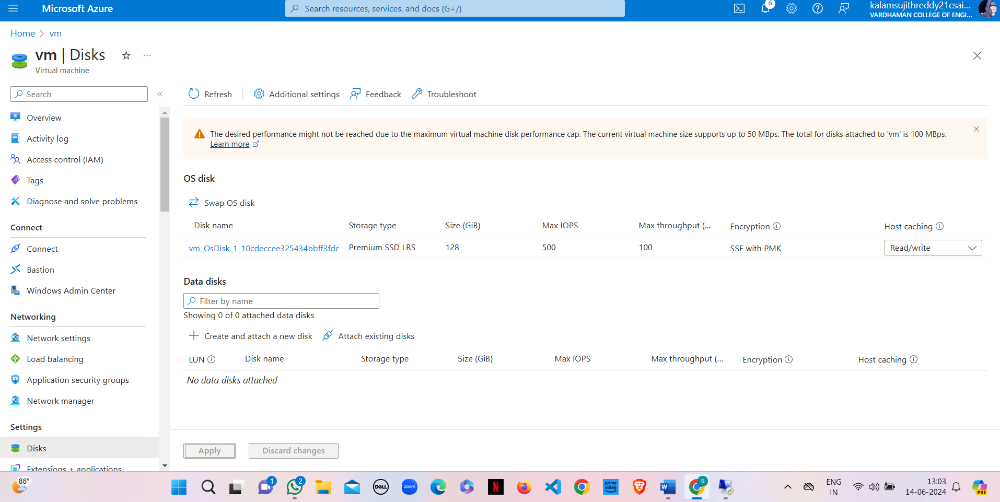 Microsoft Azure
Search resources, services, and docs (G+/)
6
kalamsujithreddy21csai...
VARDHAMAN COLLEGE OF ENGI...
Home > vm
vm | Disks
Virtual machine
Search
Refresh
Additional settings
Feedback
Troubleshoot
Overview
Activity log
Access control (IAM)
Tags
Diagnose and solve problems
Connect
Connect
Bastion
Windows Admin Center
Networking
Network settings
Load balancing
Application security groups
Network manager
Settings
Disks
Extensions + applications
The desired performance might not be reached due to the maximum virtual machine disk performance cap. The current virtual machine size supports up to 50 MBps. The total for disks attached to 'vm' is 100 MBps.
Learn more
OS disk
Swap OS disk
Disk name Storage type Size (GiB) Max IOPS Max throughput (... Encryption Host caching
vm_OsDisk_1_10cdeccee325434bbff3fde Premium SSD LRS 128 500 100 SSE with PMK Read/write
Data disks
Filter by name
Showing 0 of 0 attached data disks
Create and attach a new disk Attach existing disks
LUN Disk name Storage type Size (GiB) Max IOPS Max throughput (... Encryption Host caching
No data disks attached
Apply Discard changes
88°
1
2
DELL
zoom
N
prime video
W
S
ENG
IN
13:03
14-06-2024
PRE